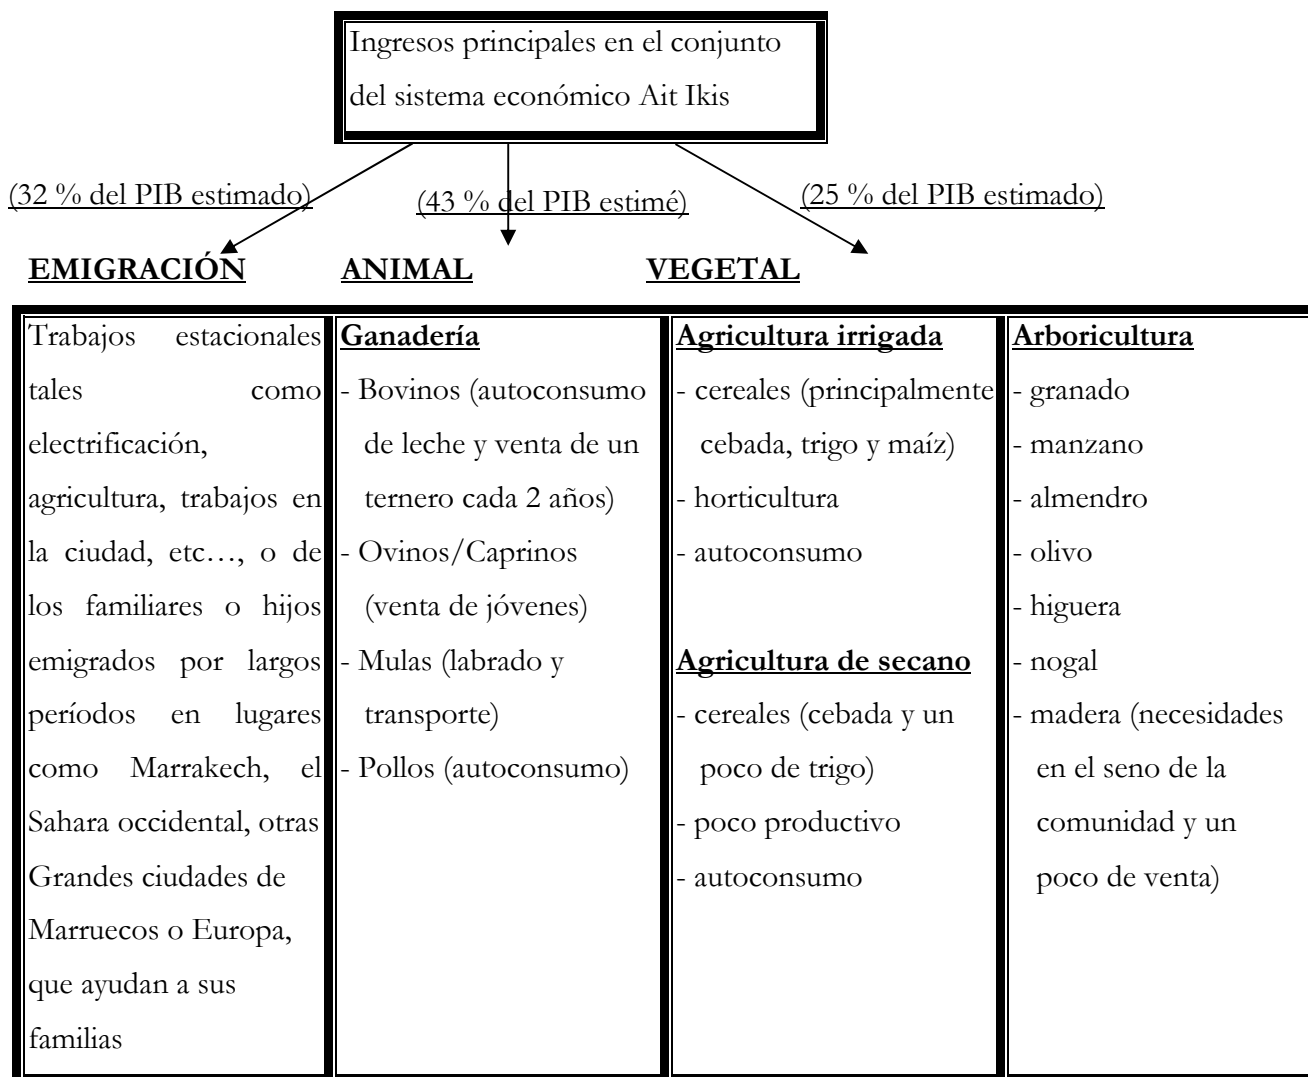 Ingresos principales en el conjunto
del sistema económico Ait Ikis
(32 % del PIB estimado)
(43 % del PIB estimé)
(25 % del PIB estimado)
EMIGRACIÓN
ANIMAL
VEGETAL
Trabajos estacionales
tales como
electrificación,
agricultura, trabajos en
la ciudad, etc…, o de
los familiares o hijos
emigrados por largos
períodos en lugares
como Marrakech, el
Sahara occidental, otras
Grandes ciudades de
Marruecos o Europa,
que ayudan a sus
familias
Ganadería
- Bovinos (autoconsumo
de leche y venta de un
ternero cada 2 años)
- Ovinos/Caprinos
(venta de jóvenes)
- Mulas (labrado y
transporte)
- Pollos (autoconsumo)
Agricultura irrigada
- cereales (principalmente
cebada, trigo y maíz)
- horticultura
- autoconsumo
Agricultura de secano
- cereales (cebada y un
poco de trigo)
- poco productivo
- autoconsumo
Arboricultura
- granado
- manzano
- almendro
- olivo
- higuera
- nogal
- madera (necesidades
en el seno de la
comunidad y un
poco de venta)